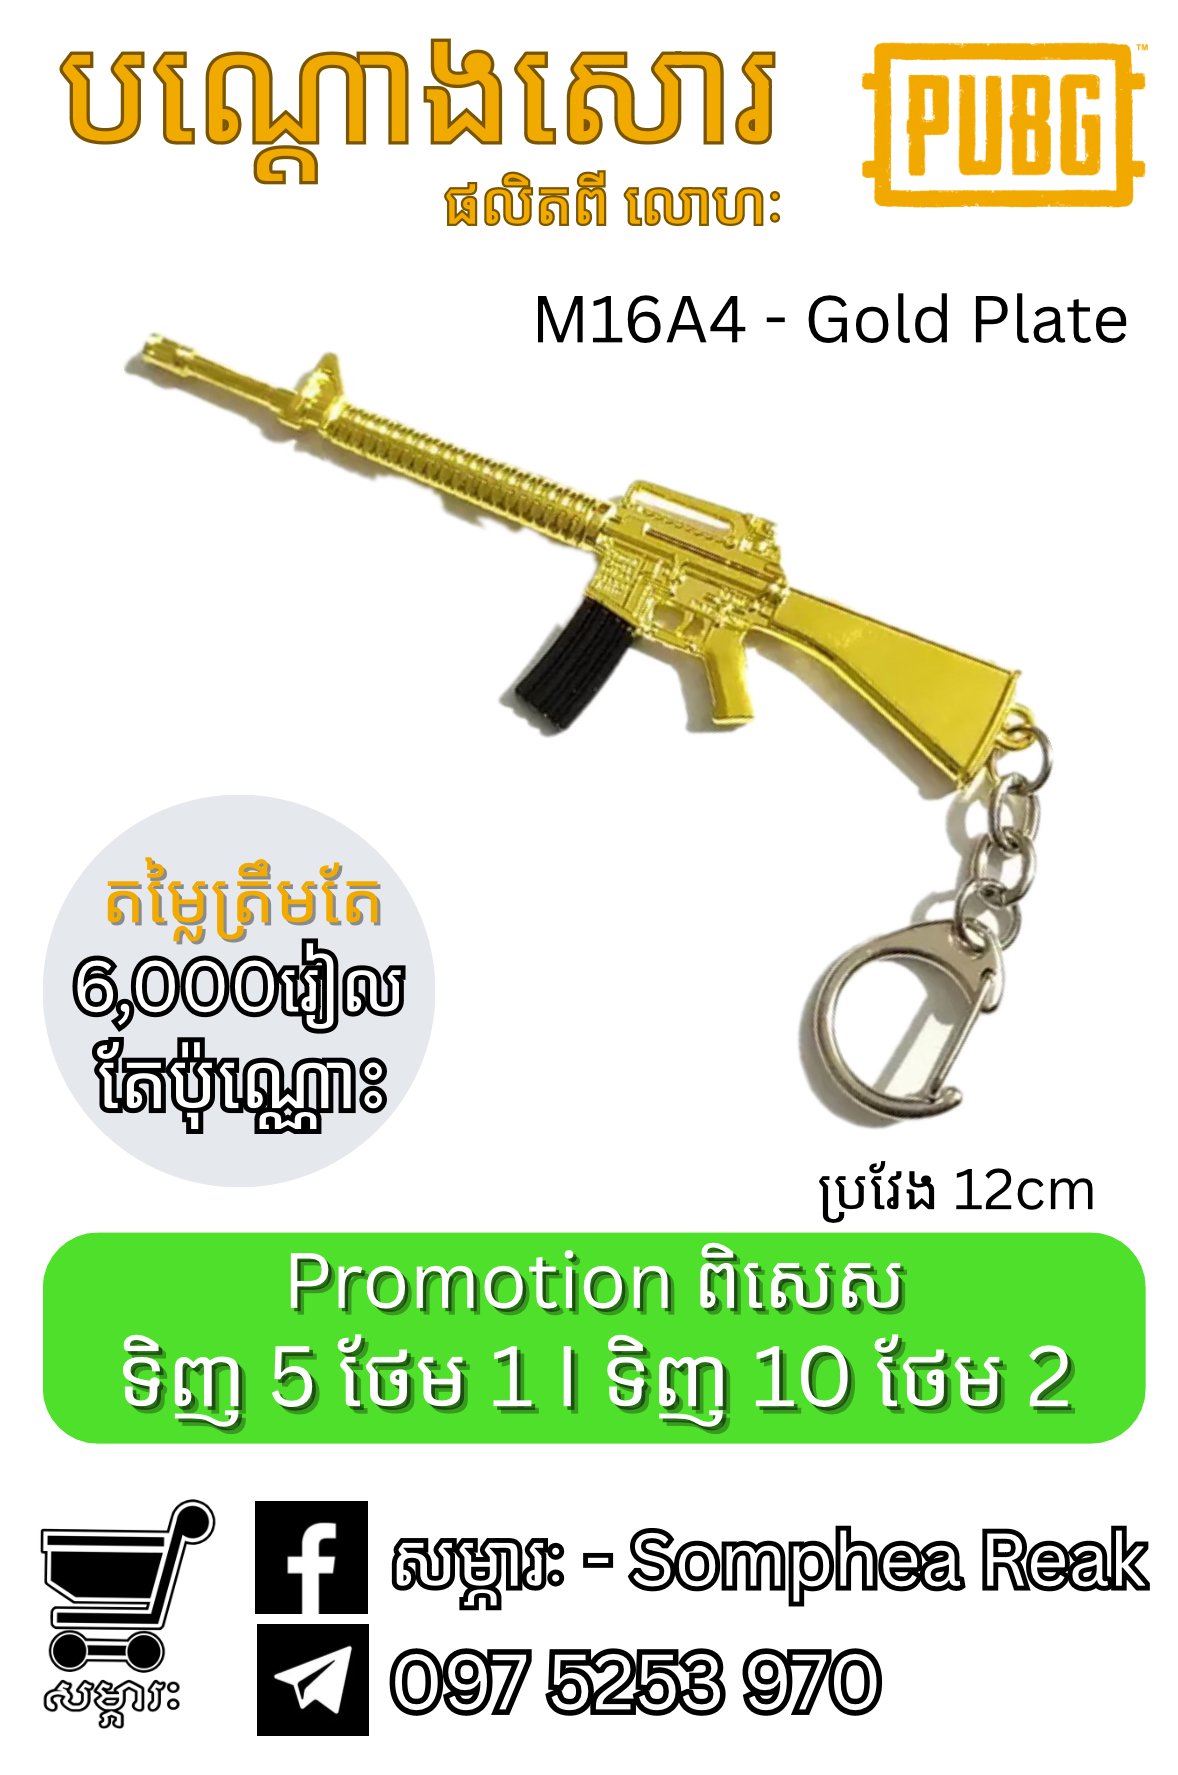 បណ្ដោងសោរ
ផលិតពី លោហៈ
PUBG™
M16A4 - Gold Plate
តម្លៃត្រឹមតែ
6,000រៀល
តែប៉ុណ្ណោះ
ប្រវែង 12cm
Promotion ពិសេស
ទិញ 5 ថែម 1 | ទិញ 10 ថែម 2
សម្ភារៈ - Somphea Reak
097 5253 970
សម្ភារៈ